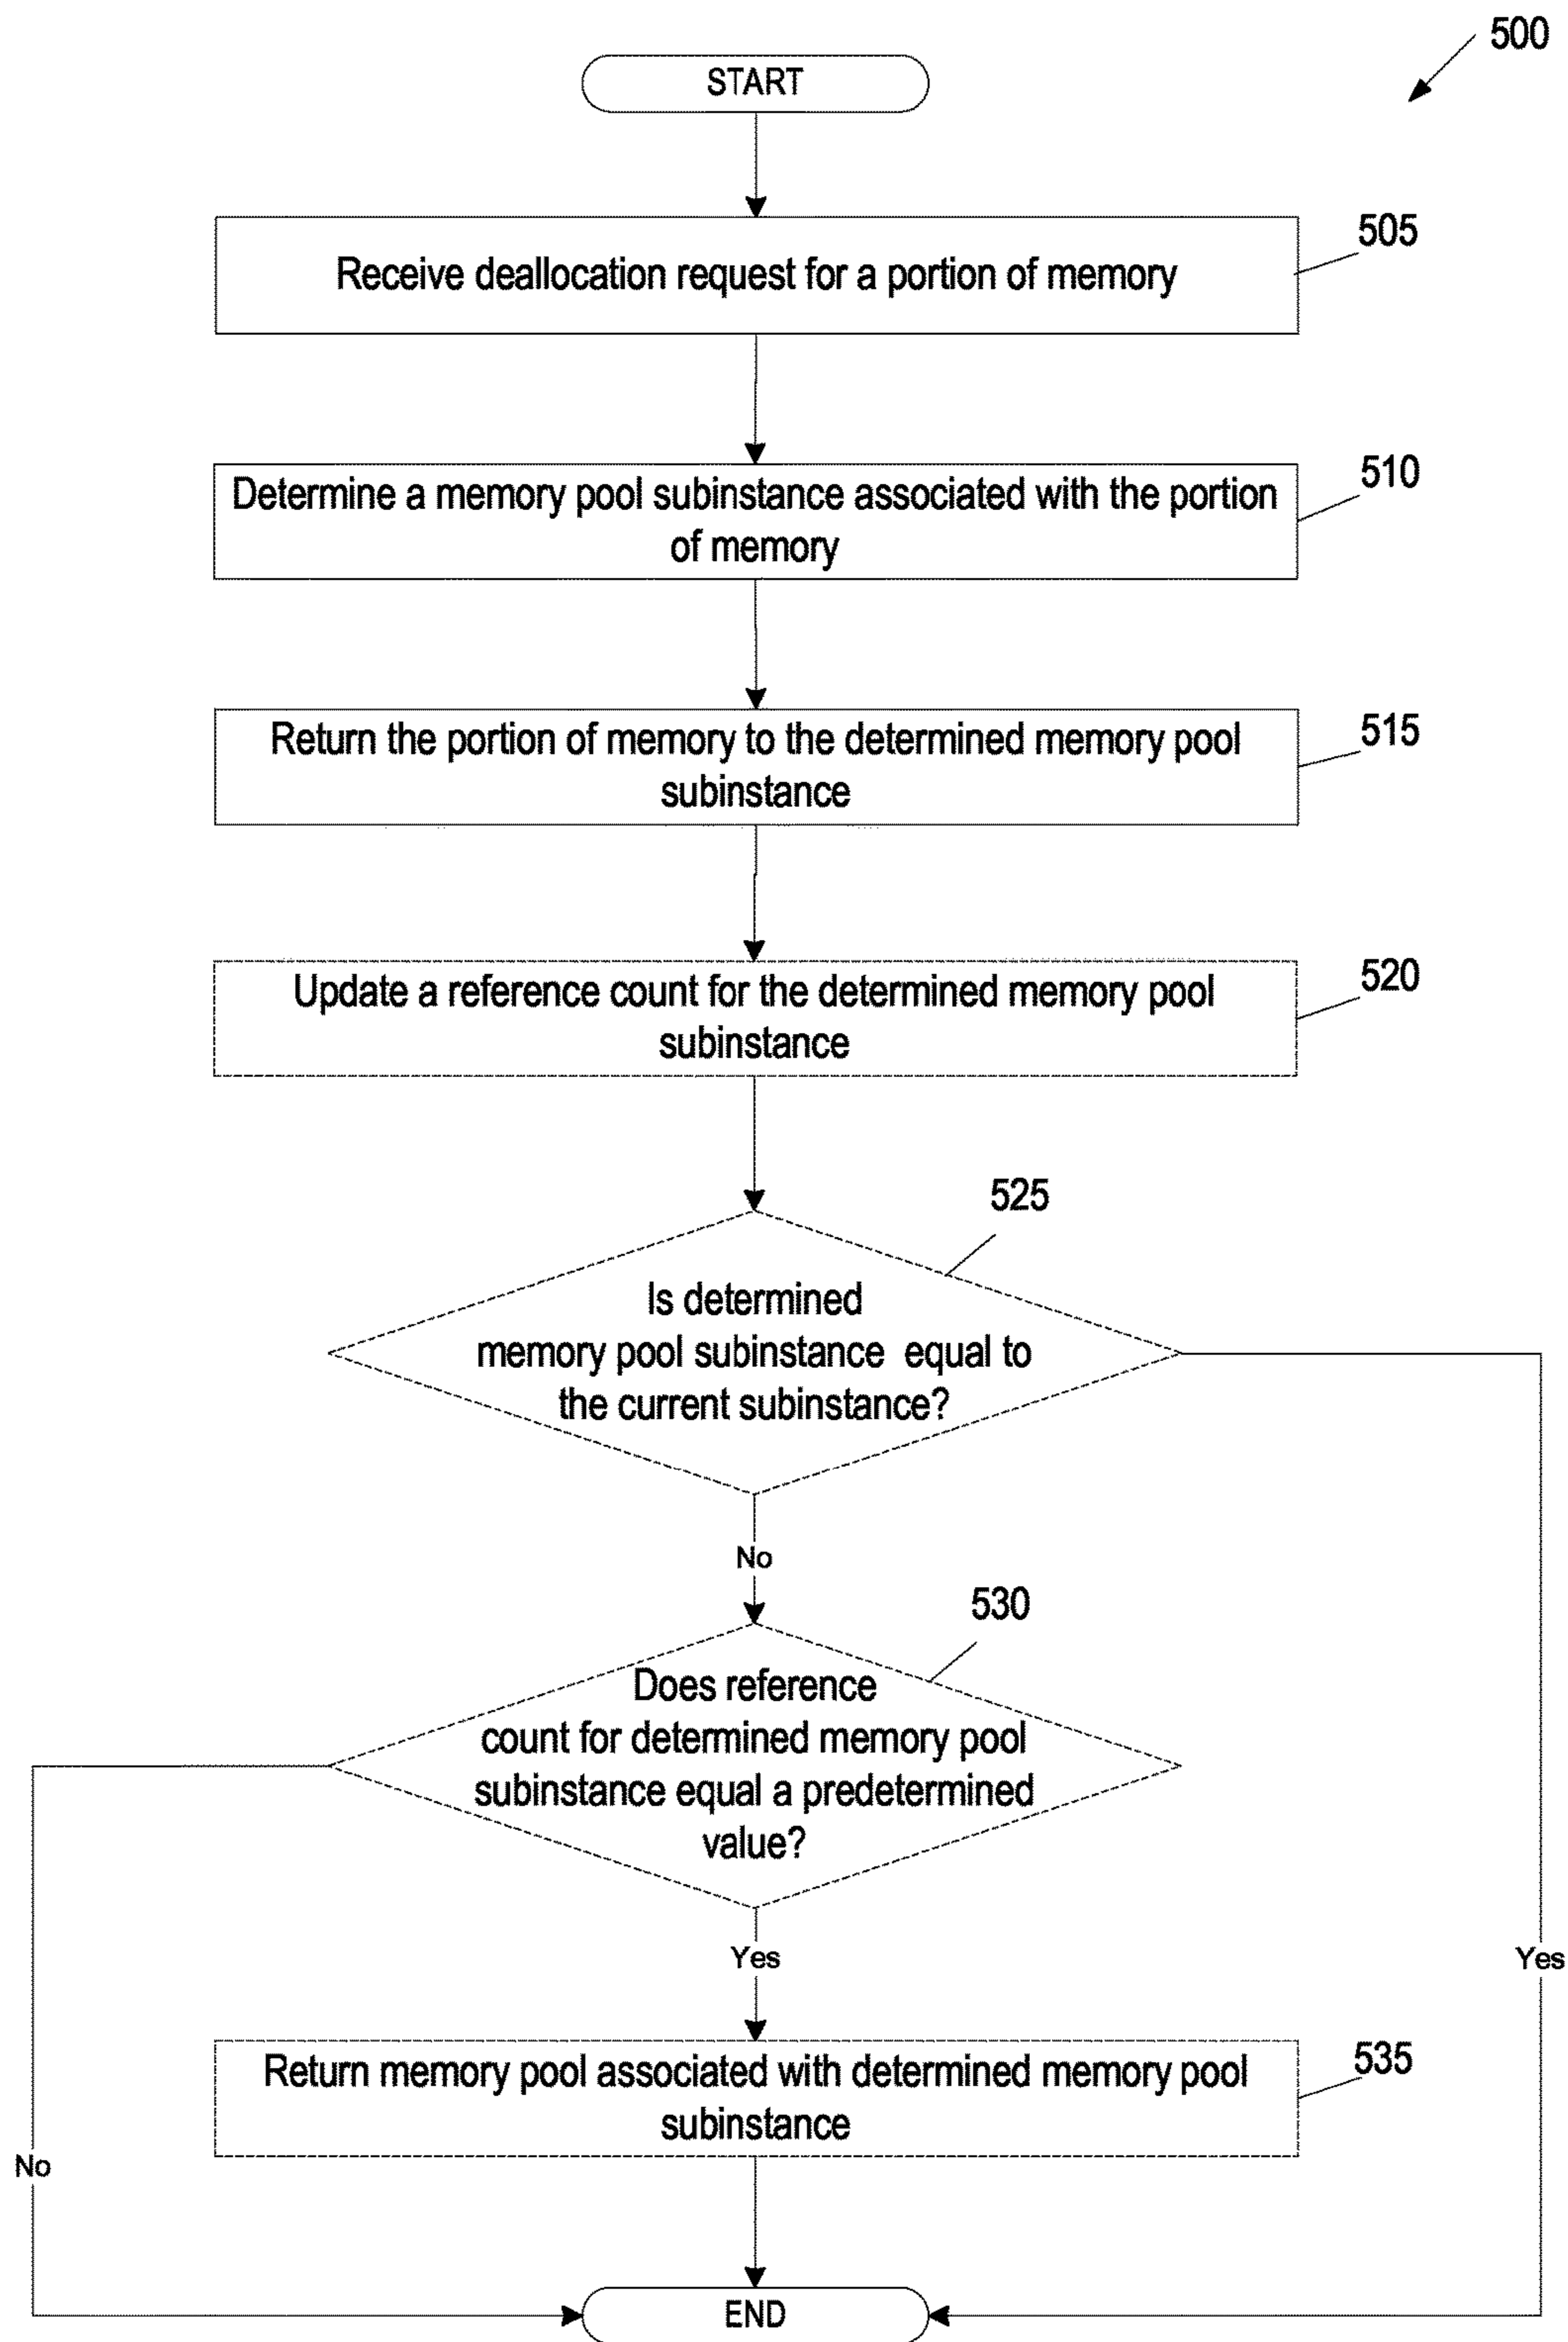 500
START
505
Receive deallocation request for a portion of memory
510
Determine a memory pool subinstance associated with the portion
of memory
515
Return the portion of memory to the determined memory pool
subinstance
520
Update a reference count for the determined memory pool
subinstance
525
Is determined
memory pool subinstance equal to
the current subinstance?
No
530
Does reference
count for determined memory pool
subinstance equal a predetermined
value?
Yes
Yes
535
Return memory pool associated with determined memory pool
subinstance
No
END